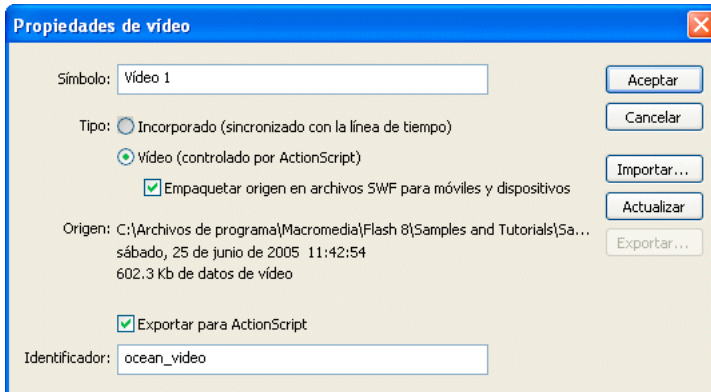 Propiedades de vídeo
Símbolo: Vídeo 1
Aceptar
Tipo: Incorporado (sincronizado con la línea de tiempo)
Cancelar
Vídeo (controlado por ActionScript)
Importar...
Empaquetar origen en archivos SWF para móviles y dispositivos
Actualizar
Origen: C:\Archivos de programa\Macromedia\Flash 8\Samples and Tutorials\Sa...
Exportar...
sábado, 25 de junio de 2005 11:42:54
602.3 Kb de datos de vídeo
Exportar para ActionScript
Identificador: ocean_video